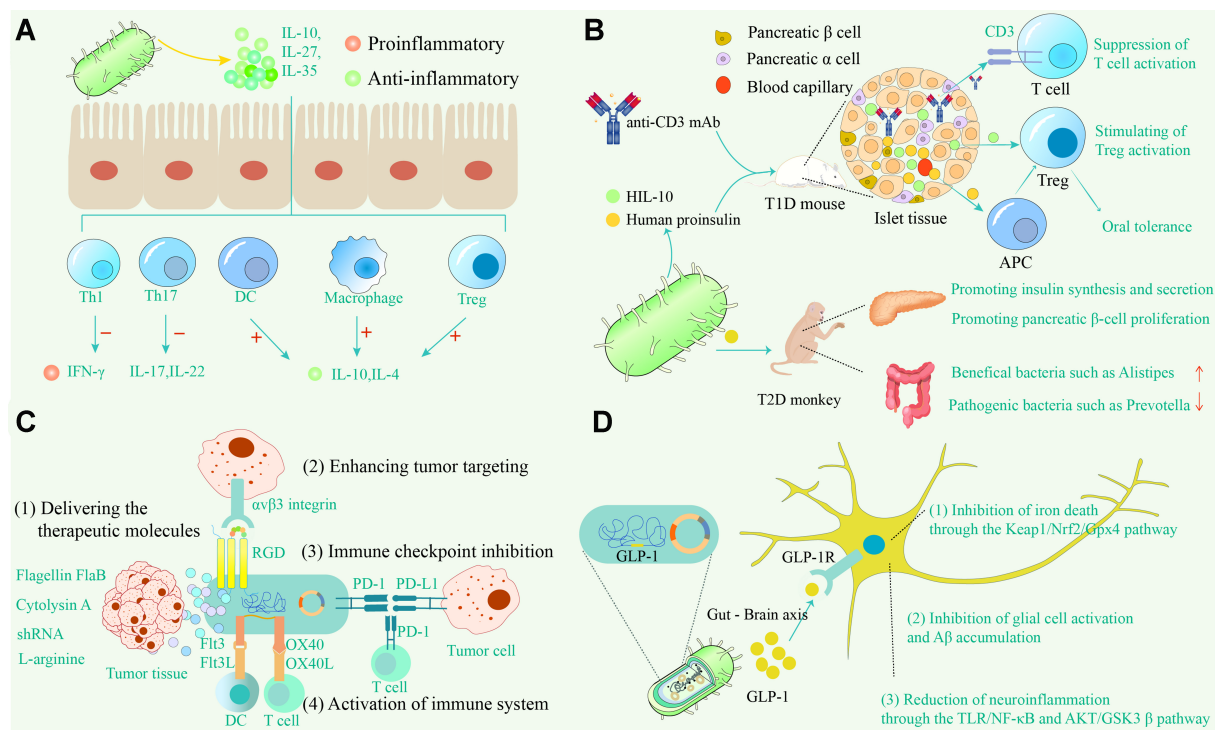 A
IL-10,
IL-27,
IL-35
Proinflammatory
Anti-inflammatory
Th1
Th17
DC
Macrophage
Treg
−
−
+
+
+
IFN-γ
IL-17,IL-22
IL-10,IL-4
B
Pancreatic β cell
Pancreatic α cell
Blood capillary
anti-CD3 mAb
HIL-10
Human proinsulin
T1D mouse
Islet tissue
CD3
T cell
Suppression of
T cell activation
Treg
Stimulating of
Treg activation
APC
Oral tolerance
T2D monkey
Promoting insulin synthesis and secretion
Promoting pancreatic β-cell proliferation
Benefical bacteria such as Alistipes
Pathogenic bacteria such as Prevotella
C
(1) Delivering the
therapeutic molecules
(2) Enhancing tumor targeting
αvβ3 integrin
RGD
(3) Immune checkpoint inhibition
Flagellin FlaB
Cytolysin A
shRNA
L-arginine
Tumor tissue
PD-1
PD-L1
PD-1
Tumor cell
T cell
Flt3
Flt3L
OX40
OX40L
DC
T cell
(4) Activation of immune system
D
GLP-1
GLP-1R
Gut - Brain axis
GLP-1
(1) Inhibition of iron death
through the Keap1/Nrf2/Gpx4 pathway
(2) Inhibition of glial cell activation
and Aβ accumulation
(3) Reduction of neuroinflammation
through the TLR/NF-κB and AKT/GSK3 β pathway